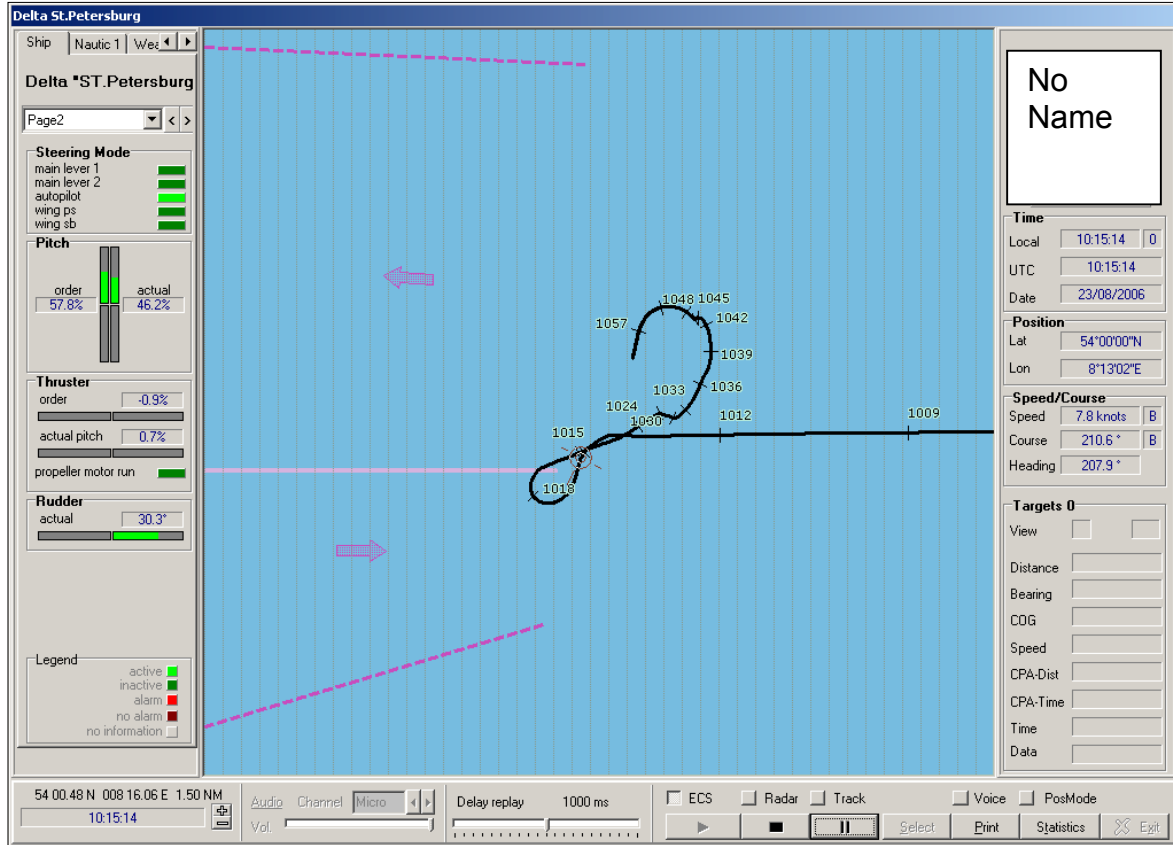 Delta St.Petersburg
Ship Nautic 1 Wea
Delta "ST.Petersburg
Page2
Steering Mode
main lever 1
main lever 2
autopilot
wing ps
wing sb
Pitch
order actual
57.8% 46.2%
Thruster
order -0.9%
actual pitch 0.7%
propeller motor run
Rudder
actual 30.3°
Legend
active
inactive
alarm
no alarm
no information
1048 1045
1057 1042
1039
1033 1036
1024 1030 1012 1009
1015
1018
No
Name
Time
Local 10:15:14 0
UTC 10:15:14
Date 23/08/2006
Position
Lat 54°00'00"N
Lon 8°13'02"E
Speed/Course
Speed 7.8 knots B
Course 210.6 ° B
Heading 207.9 °
Targets 0
View
Distance
Bearing
COG
Speed
CPA-Dist
CPA-Time
Time
Data
54 00.48 N 008 16.06 E 1.50 NM
10:15:14
Audio Channel Micro
Vol.
Delay replay 1000 ms
ECS Radar Track Voice PosMode
Select Print Statistics Exit